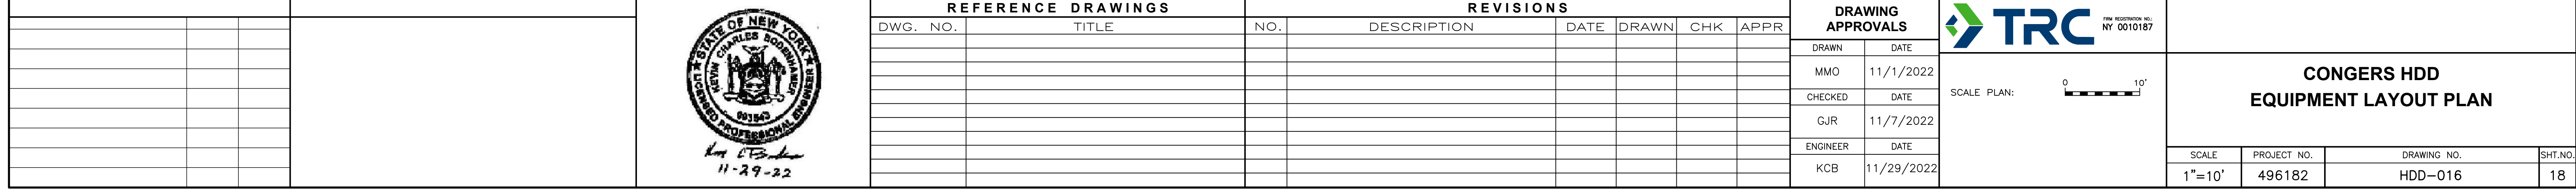 STATE OF NEW YORK
KEVIN CHARLES BODENHAMER
LICENSED PROFESSIONAL ENGINEER
093543
11-29-22
REFERENCE DRAWINGS
DWG. NO. TITLE
REVISIONS
NO. DESCRIPTION DATE DRAWN CHK APPR
DRAWING
APPROVALS
DRAWN DATE
MMO 11/1/2022
CHECKED DATE
GJR 11/7/2022
ENGINEER DATE
KCB 11/29/2022
TRC
FIRM REGISTRATION NO.:
NY 0010187
SCALE PLAN: 0 10'
CONGERS HDD
EQUIPMENT LAYOUT PLAN
SCALE PROJECT NO. DRAWING NO. SHT.NO.
1"=10' 496182 HDD-016 18